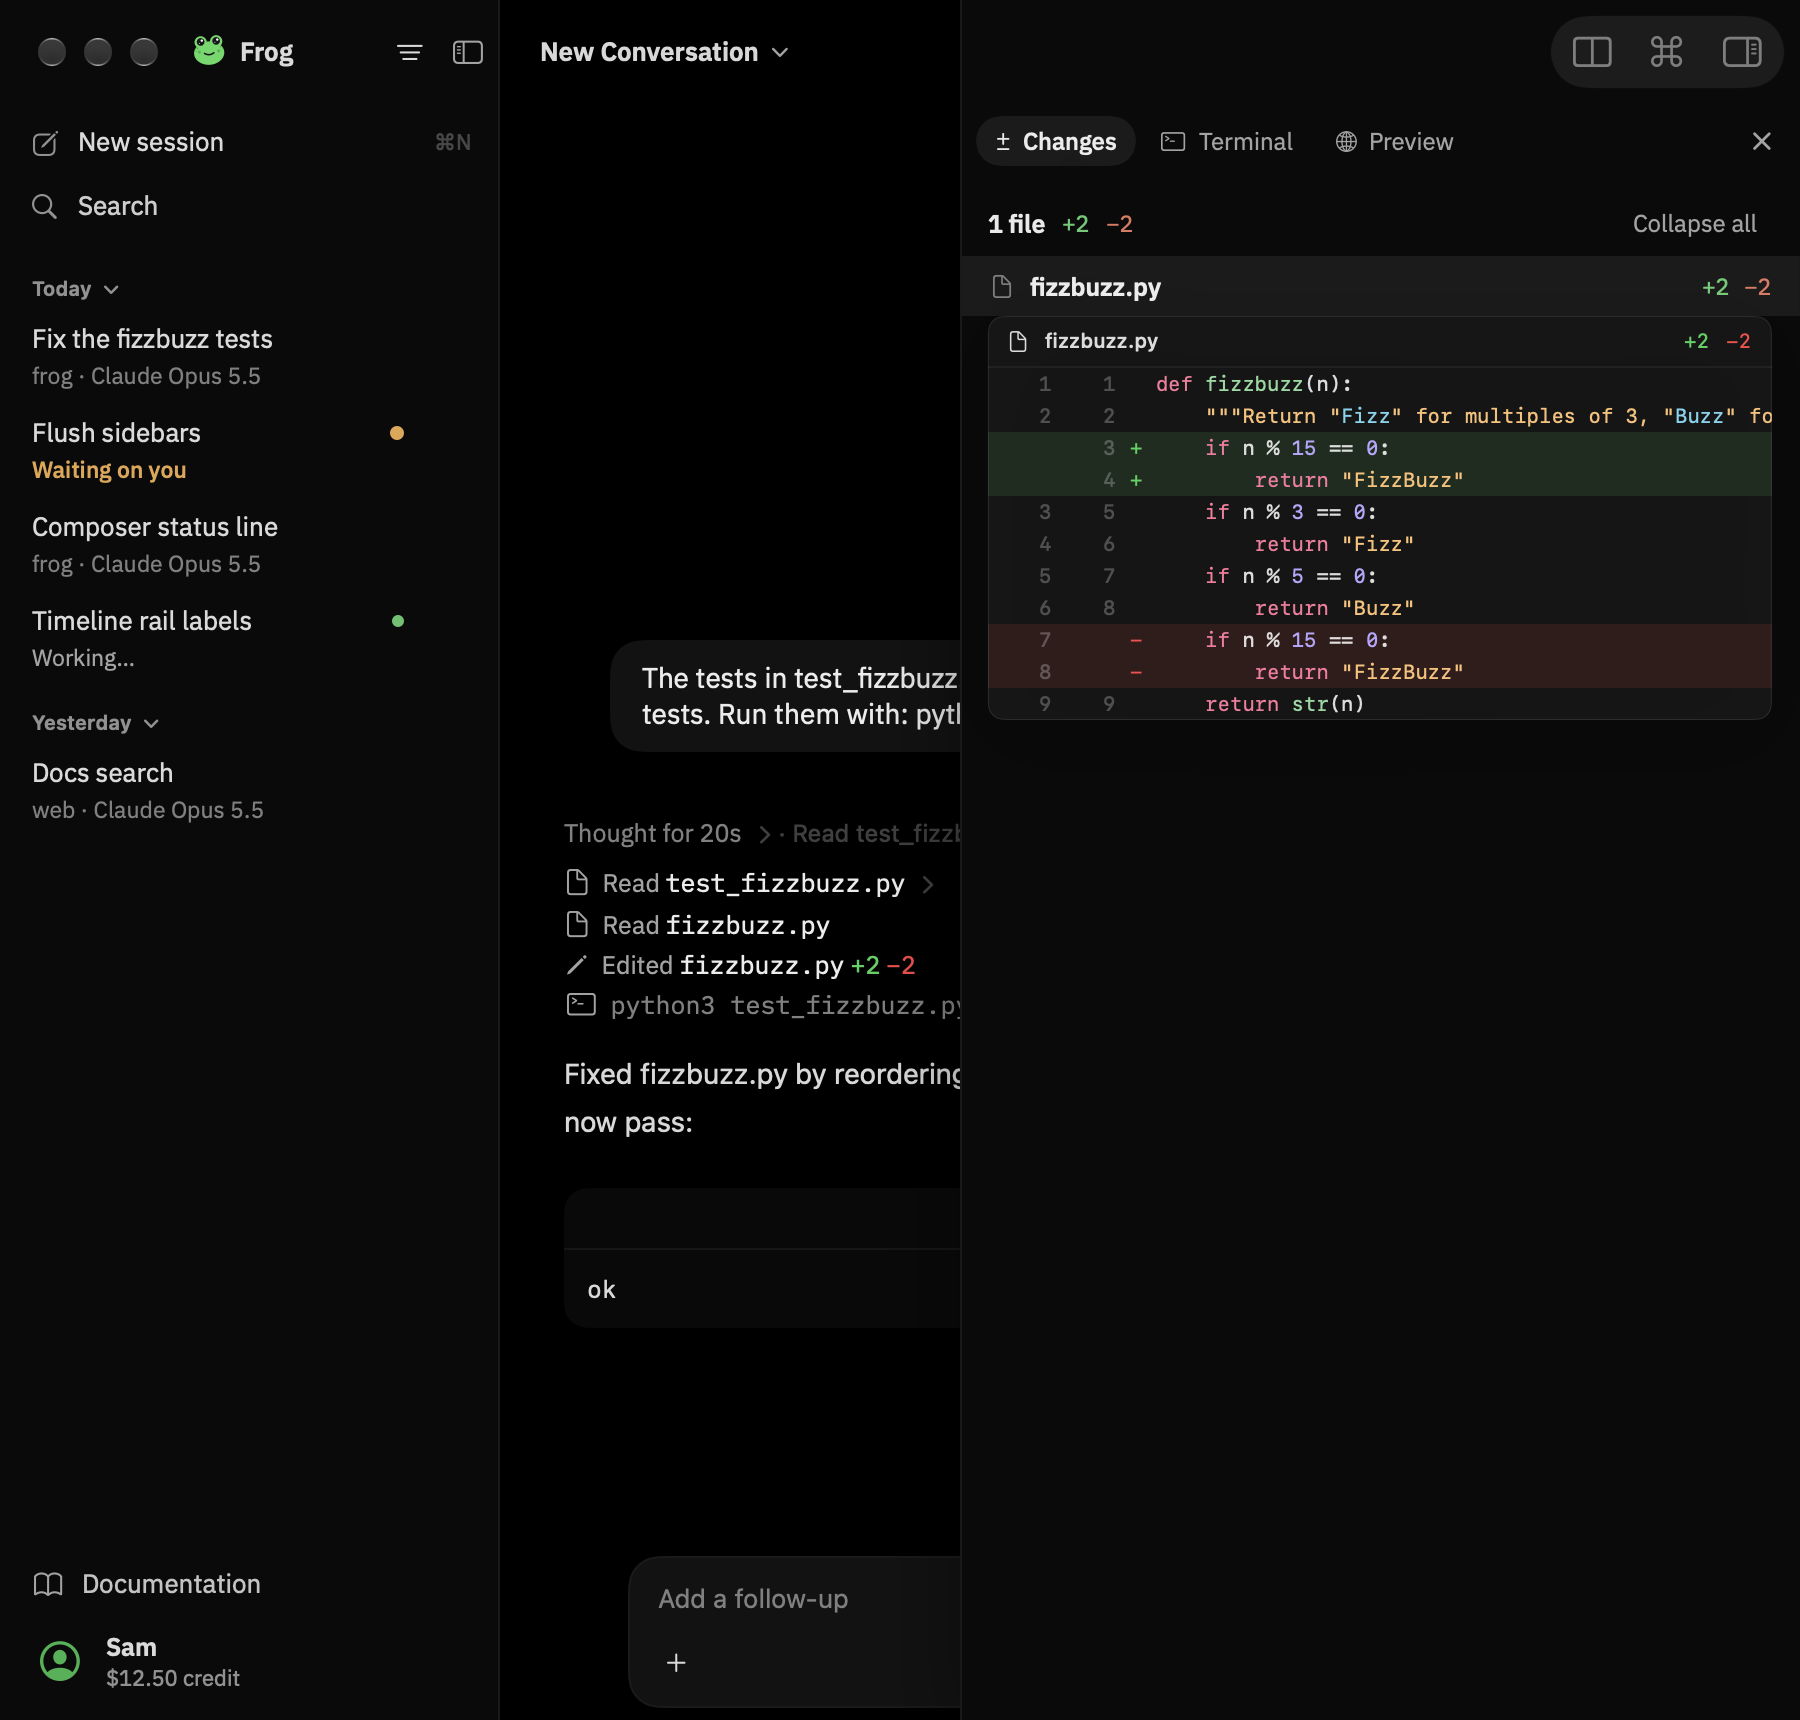 Frog
New session ⌘N
Search
Today
Fix the fizzbuzz tests
frog · Claude Opus 5.5
Flush sidebars
Waiting on you
Composer status line
frog · Claude Opus 5.5
Timeline rail labels
Working...
Yesterday
Docs search
web · Claude Opus 5.5
Documentation
Sam
$12.50 credit
New Conversation
The tests in test_fizzbuzz
tests. Run them with: pyth
Thought for 20s > · Read test_fizzb
Read test_fizzbuzz.py >
Read fizzbuzz.py
Edited fizzbuzz.py +2 −2
python3 test_fizzbuzz.py
Fixed fizzbuzz.py by reordering
now pass:
ok
Add a follow-up
Changes Terminal Preview
1 file +2 −2 Collapse all
fizzbuzz.py +2 −2
fizzbuzz.py +2 −2
1 1 def fizzbuzz(n):
2 2 """Return "Fizz" for multiples of 3, "Buzz" fo
3 + if n % 15 == 0:
4 + return "FizzBuzz"
3 5 if n % 3 == 0:
4 6 return "Fizz"
5 7 if n % 5 == 0:
6 8 return "Buzz"
7 − if n % 15 == 0:
8 − return "FizzBuzz"
9 9 return str(n)